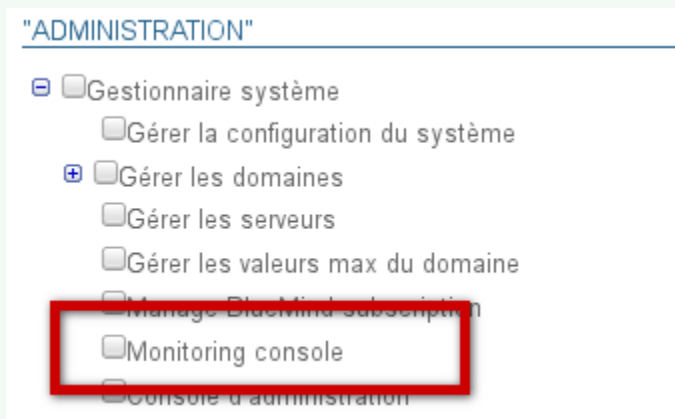 "ADMINISTRATION"
Gestionnaire système
Gérer la configuration du système
Gérer les domaines
Gérer les serveurs
Gérer les valeurs max du domaine
Manage BlueMind subscription
Monitoring console
Console d'administration